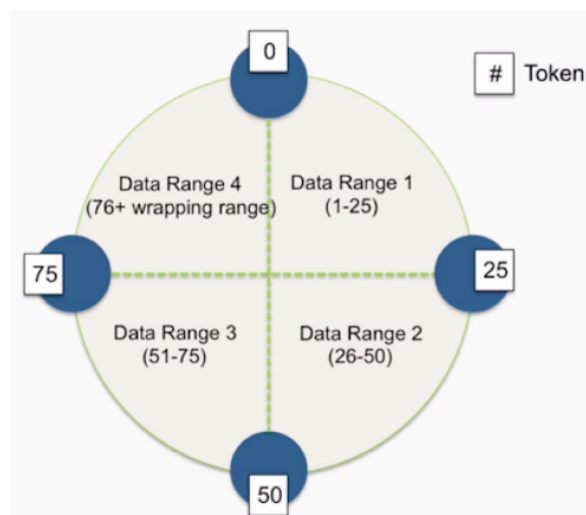 0
# Token
Data Range 4
(76+ wrapping range)
Data Range 1
(1-25)
75
25
Data Range 3
(51-75)
Data Range 2
(26-50)
50